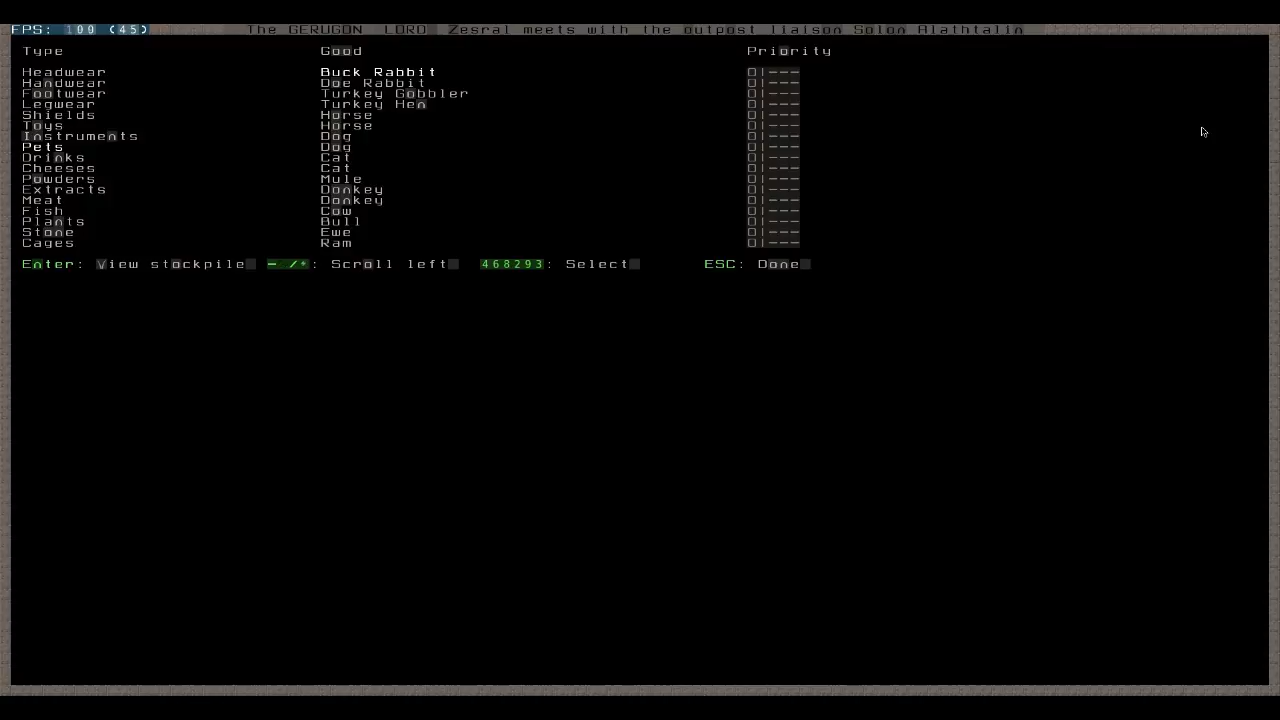 FPS: 100 (45) The GERUGON LORD Zesral meets with the outpost liaison Solon Alathtalin
Type Good Priority
Headwear Buck Rabbit 0|---
Handwear Doe Rabbit 0|---
Footwear Turkey Gobbler 0|---
Legwear Turkey Hen 0|---
Shields Horse 0|---
Toys Horse 0|---
Instruments Dog 0|---
Pets Dog 0|---
Drinks Cat 0|---
Cheeses Cat 0|---
Powders Mule 0|---
Extracts Donkey 0|---
Meat Donkey 0|---
Fish Cow 0|---
Plants Bull 0|---
Stone Ewe 0|---
Cages Ram 0|---
Enter: View stockpile -/+: Scroll left 468293: Select ESC: Done